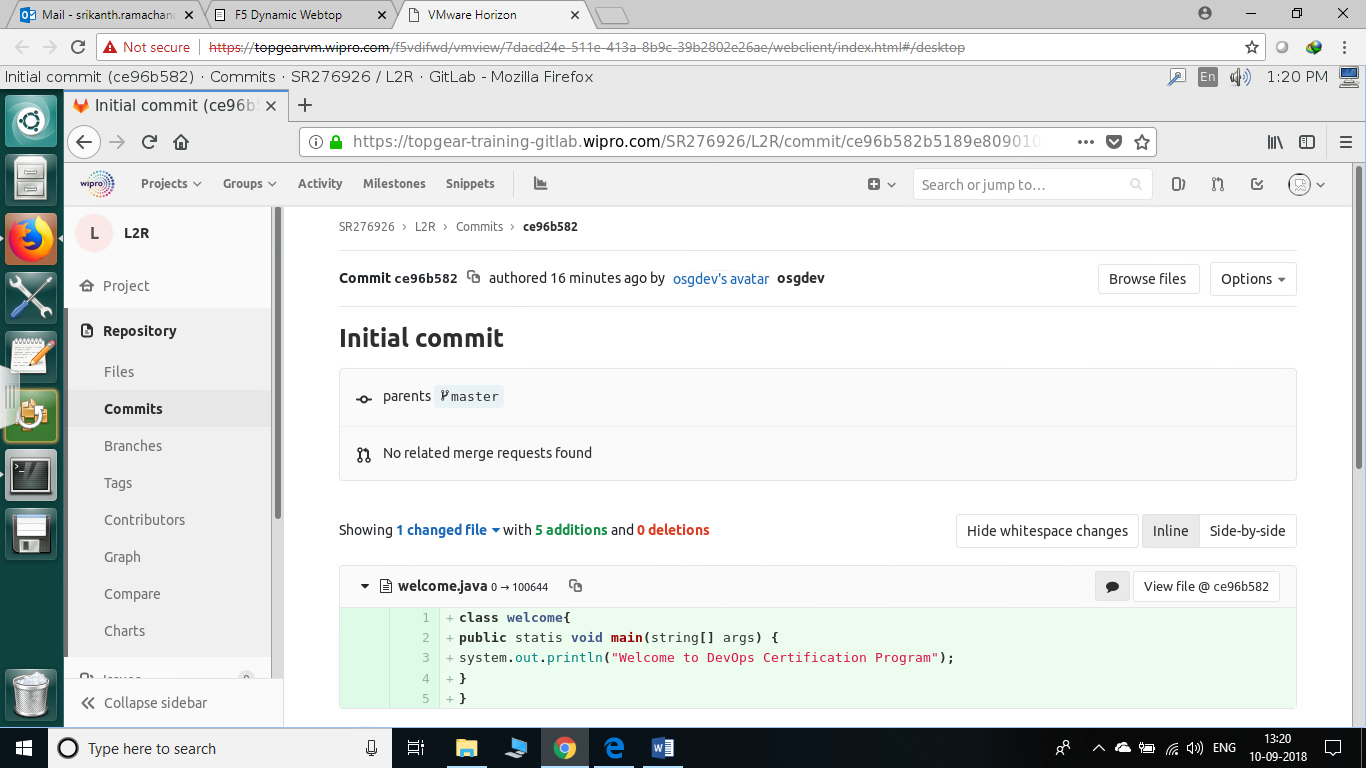 Mail - srikanth.ramachand
F5 Dynamic Webtop
VMware Horizon
Not secure
https://topgearvm.wipro.com/f5vdifwd/vmview/7dacd24e-511e-413a-8b9c-39b2802e26ae/webclient/index.html#/desktop
Initial commit (ce96b582) · Commits · SR276926 / L2R · GitLab - Mozilla Firefox
En
1:20 PM
Initial commit (ce96b5
https://topgear-training-gitlab.wipro.com/SR276926/L2R/commit/ce96b582b5189e809010
wipro
Projects
Groups
Activity
Milestones
Snippets
Search or jump to…
L
L2R
SR276926 > L2R > Commits > ce96b582
Project
Commit ce96b582 authored 16 minutes ago by osgdev's avatar osgdev
Browse files
Options
Repository
Initial commit
Files
parents master
Commits
Branches
No related merge requests found
Tags
Contributors
Showing 1 changed file with 5 additions and 0 deletions
Hide whitespace changes
Inline
Side-by-side
Graph
Compare
welcome.java 0 → 100644
View file @ ce96b582
Charts
1 + class welcome{
2 + public statis void main(string[] args) {
3 + system.out.println("Welcome to DevOps Certification Program");
4 + }
5 + }
Issues
Collapse sidebar
Type here to search
ENG
13:20
10-09-2018